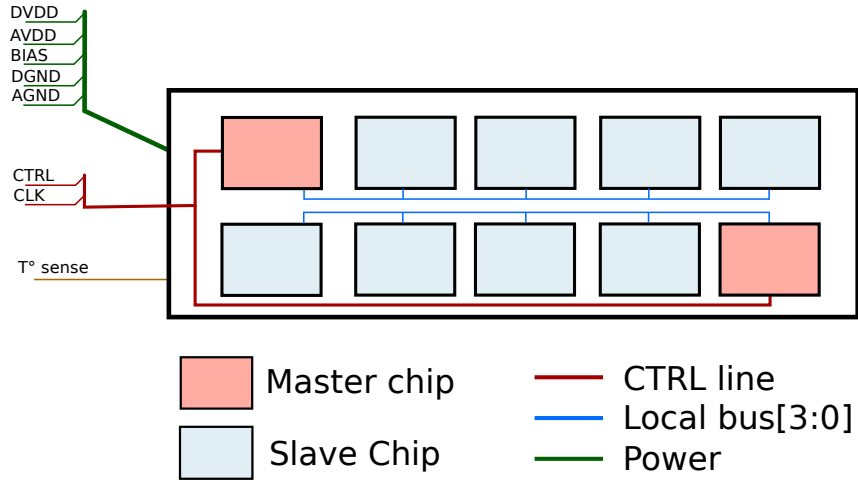 DVDD
AVDD
BIAS
DGND
AGND
CTRL
CLK
T° sense
Master chip
Slave Chip
CTRL line
Local bus[3:0]
Power